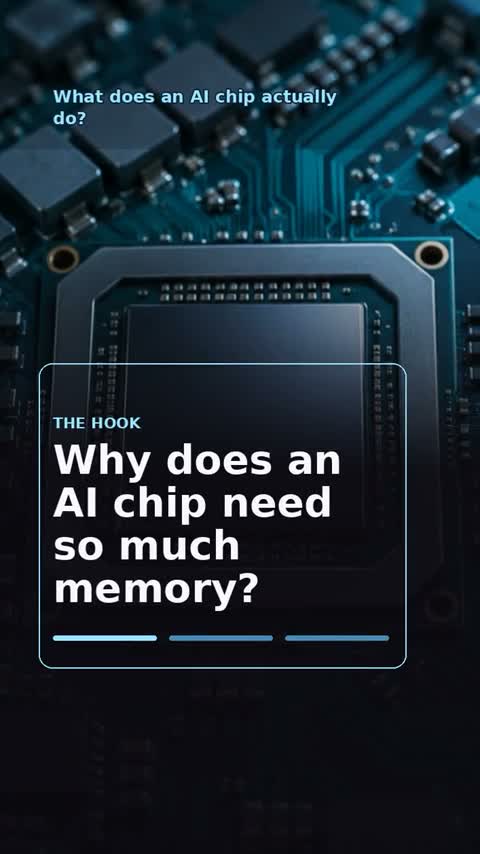 What does an AI chip actually
do?
THE HOOK
Why does an
AI chip need
so much
memory?